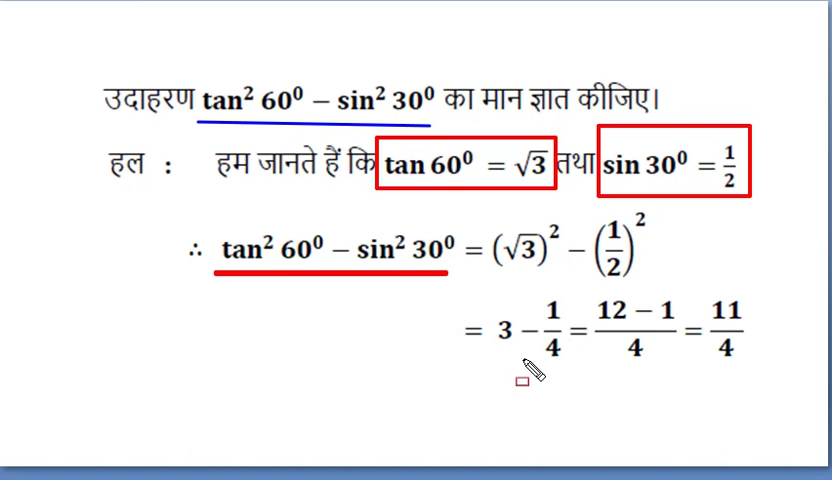 उदाहरण tan² 60⁰ − sin² 30⁰ का मान ज्ञात कीजिए।
हल : हम जानते हैं कि tan 60⁰ = √3 तथा sin 30⁰ = 1/2
∴ tan² 60⁰ − sin² 30⁰ = (√3)² − (1/2)²
= 3 − 1/4 = (12 − 1)/4 = 11/4